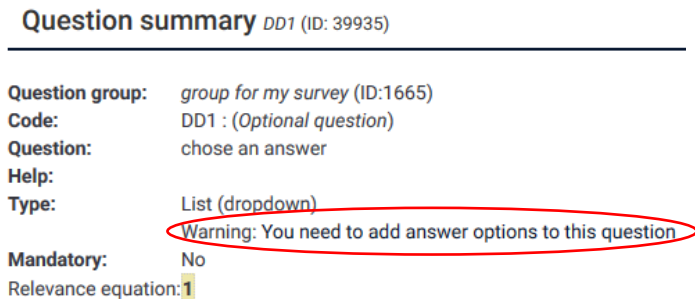 Question summary DD1 (ID: 39935)
Question group: group for my survey (ID:1665)
Code: DD1 : (Optional question)
Question: chose an answer
Help:
Type: List (dropdown)
Warning: You need to add answer options to this question
Mandatory: No
Relevance equation:1